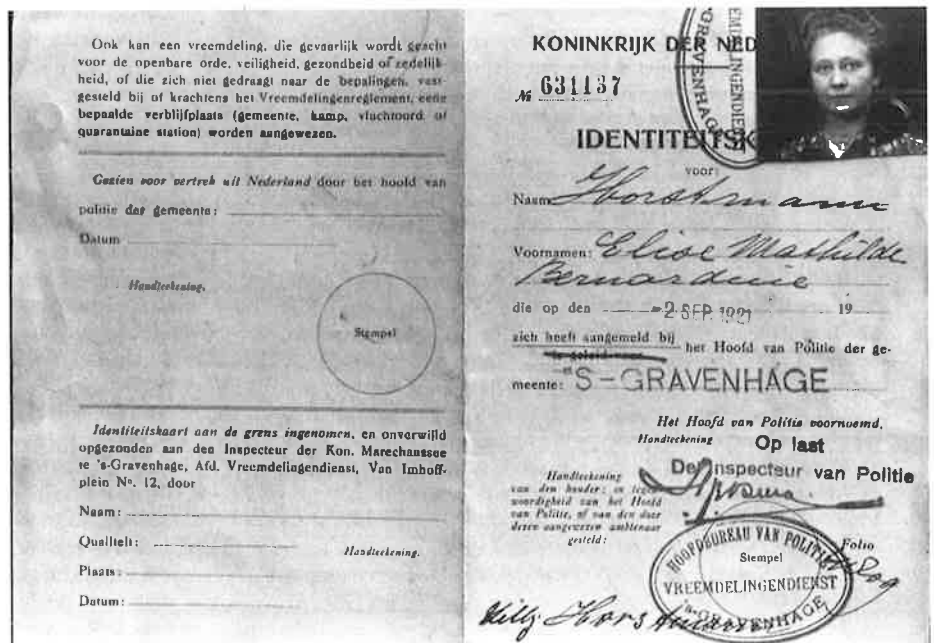 Ook kan een vreemdeling, die gevaarlijk wordt geacht
voor de openbare orde, veiligheid, gezondheid of zedelijk-
heid, of die zich niet gedraagt naar de bepalingen, vast-
gesteld bij of krachtens het Vreemdelingenreglement, eene
bepaalde verblijfplaats (gemeente, kamp, vluchtoord of
quarantaine station) worden aangewezen.
Gezien voor vertrek uit Nederland door het hoofd van
politie der gemeente:
Datum
Handteekening.
Stempel
Identiteitskaart aan de grens ingenomen, en onverwijld
opgezonden aan den Inspecteur der Kon. Marechaussee
te 's-Gravenhage, Afd. Vreemdelingendienst, Van Imhoff-
plein No. 12, door
Naam:
Qualiteit:
Handteekening.
Plaats:
Datum:
KONINKRIJK DER NED
№ 631137
IDENTITEITSK
voor:
Naam Horstmann
Voornamen: Elise Mathilde
Bernardine
die op den -2 SEP. 1921 19
zich heeft aangemeld bij
het Hoofd van Politie der ge-
meente: 'S-GRAVENHAGE
Het Hoofd van Politie voornoemd.
Handteekening Op last
De Inspecteur van Politie
Handteekening
van den houder; in tegen-
woordigheid van het Hoofd
van Politie, of van den door
dezen aangewezen ambtenaar
gesteld:
HOOFDBUREAU VAN POLITIE
Folio
Stempel
VREEMDELINGENDIENST
'S-GRAVENHAGE